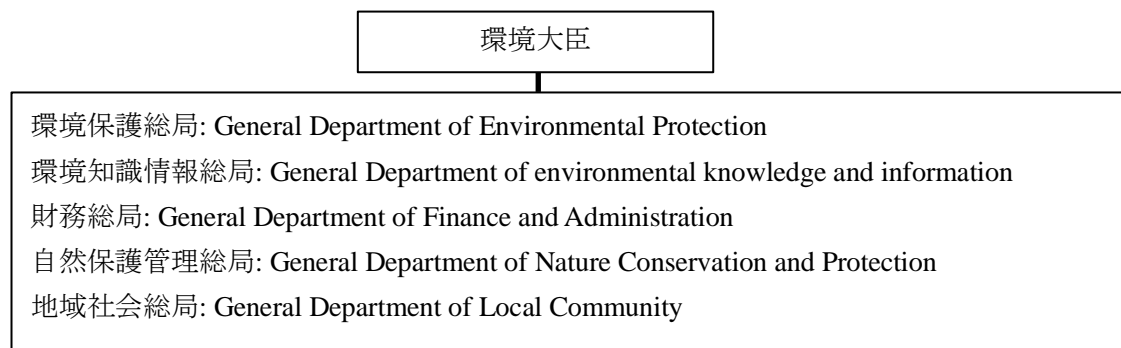 環境大臣
環境保護総局: General Department of Environmental Protection
環境知識情報総局: General Department of environmental knowledge and information
財務総局: General Department of Finance and Administration
自然保護管理総局: General Department of Nature Conservation and Protection
地域社会総局: General Department of Local Community